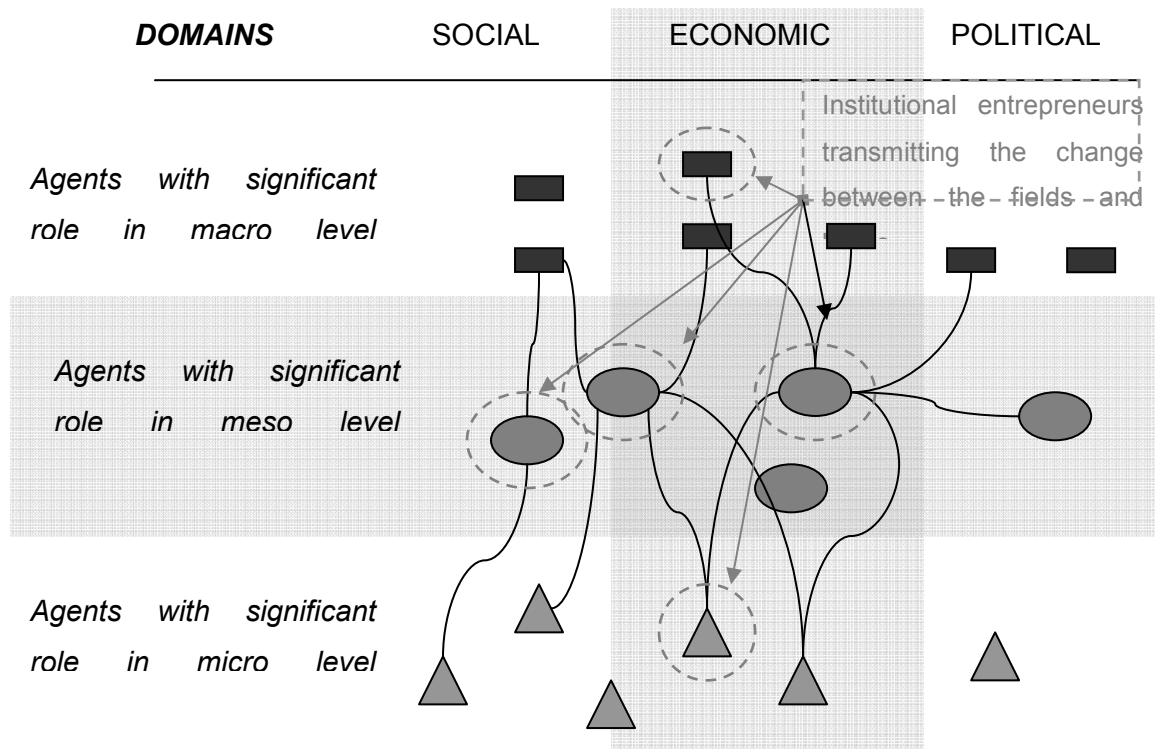 DOMAINS SOCIAL ECONOMIC POLITICAL
Institutional entrepreneurs
transmitting the change
between the fields and
Agents with significant
role in macro level
Agents with significant
role in meso level
Agents with significant
role in micro level